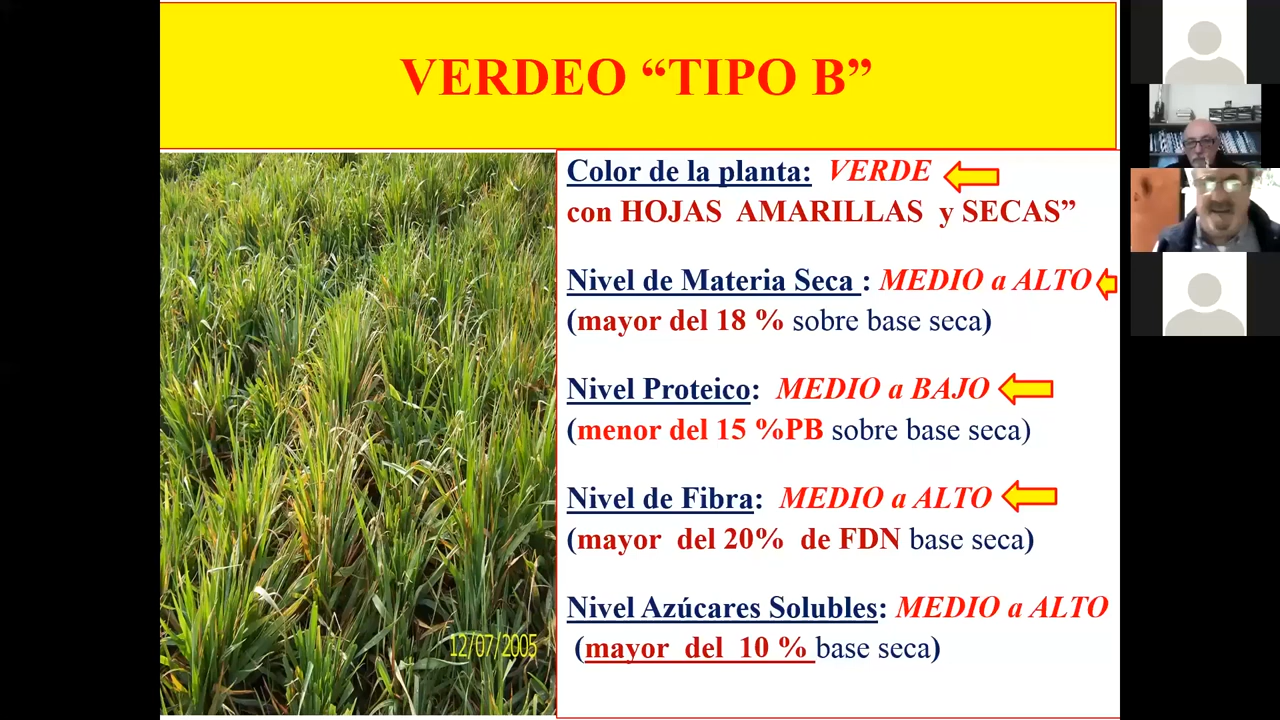 VERDEO “TIPO B”
Color de la planta: VERDE
con HOJAS AMARILLAS y SECAS”
Nivel de Materia Seca : MEDIO a ALTO
(mayor del 18 % sobre base seca)
Nivel Proteico: MEDIO a BAJO
(menor del 15 %PB sobre base seca)
Nivel de Fibra: MEDIO a ALTO
(mayor del 20% de FDN base seca)
Nivel Azúcares Solubles: MEDIO a ALTO
(mayor del 10 % base seca)
12/07/2005